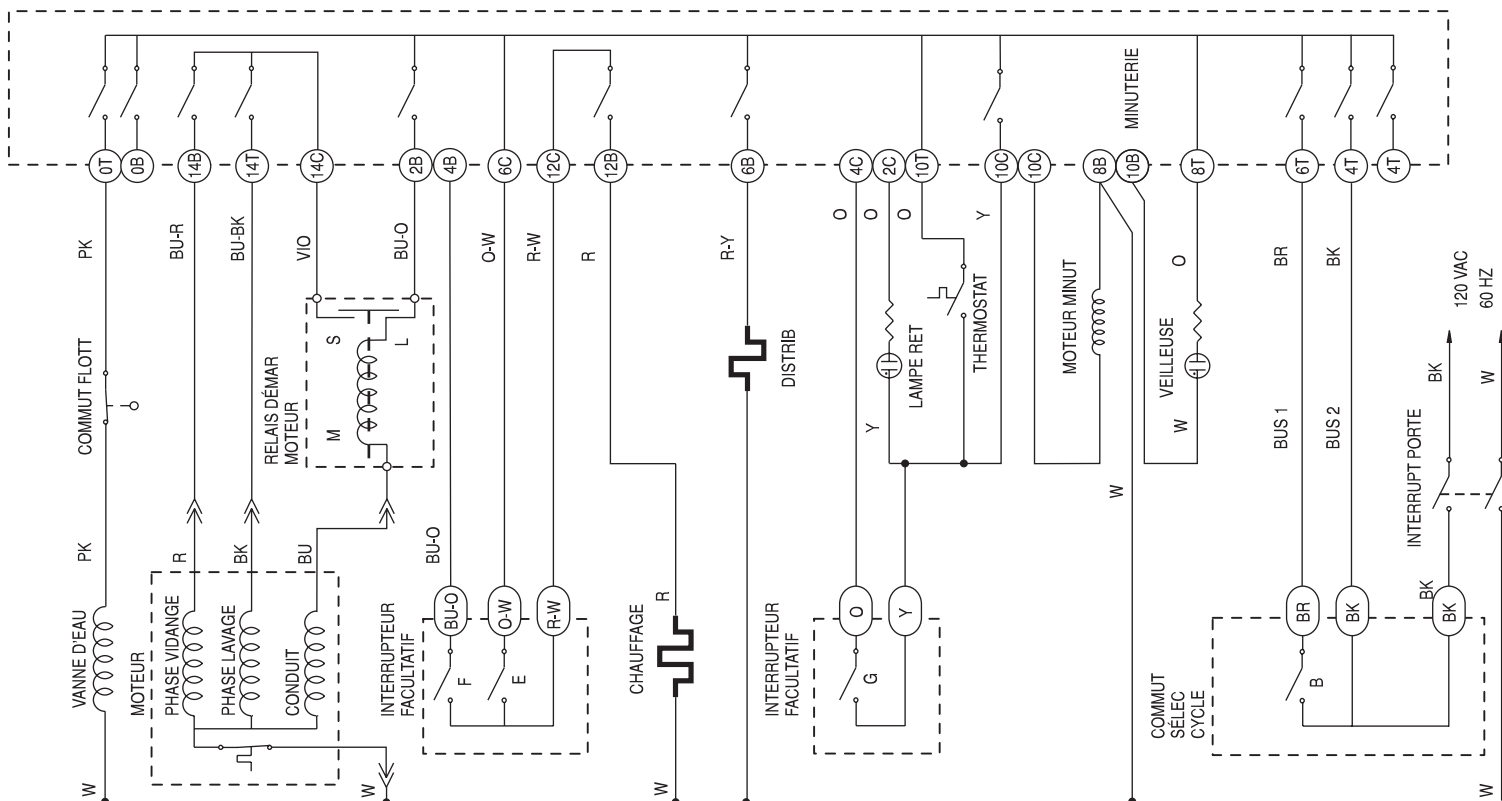 MINUTERIE
0T
0B
14B
14T
14C
2B
4B
6C
12C
12B
6B
4C
2C
10T
10C
10C
8B
10B
8T
6T
4T
4T
PK
BU-R
BU-BK
VIO
BU-O
O-W
R-W
R
R-Y
O
O
O
Y
O
BR
BK
120 VAC
60 HZ
COMMUT FLOTT
RELAIS DÉMAR
MOTEUR
S
M
L
DISTRIB
LAMPE RET
Y
THERMOSTAT
MOTEUR MINUT
VEILLEUSE
W
W
BUS 1
BUS 2
BK
W
INTERRUPT PORTE
PK
R
BK
BU
BU-O
VANNE D'EAU
MOTEUR
PHASE VIDANGE
PHASE LAVAGE
CONDUIT
INTERRUPTEUR
FACULTATIF
BU-O
O-W
R-W
F
E
CHAUFFAGE
R
INTERRUPTEUR
FACULTATIF
O
Y
G
COMMUT
SÉLEC
CYCLE
BR
BK
BK
BK
B
W
W
W
W